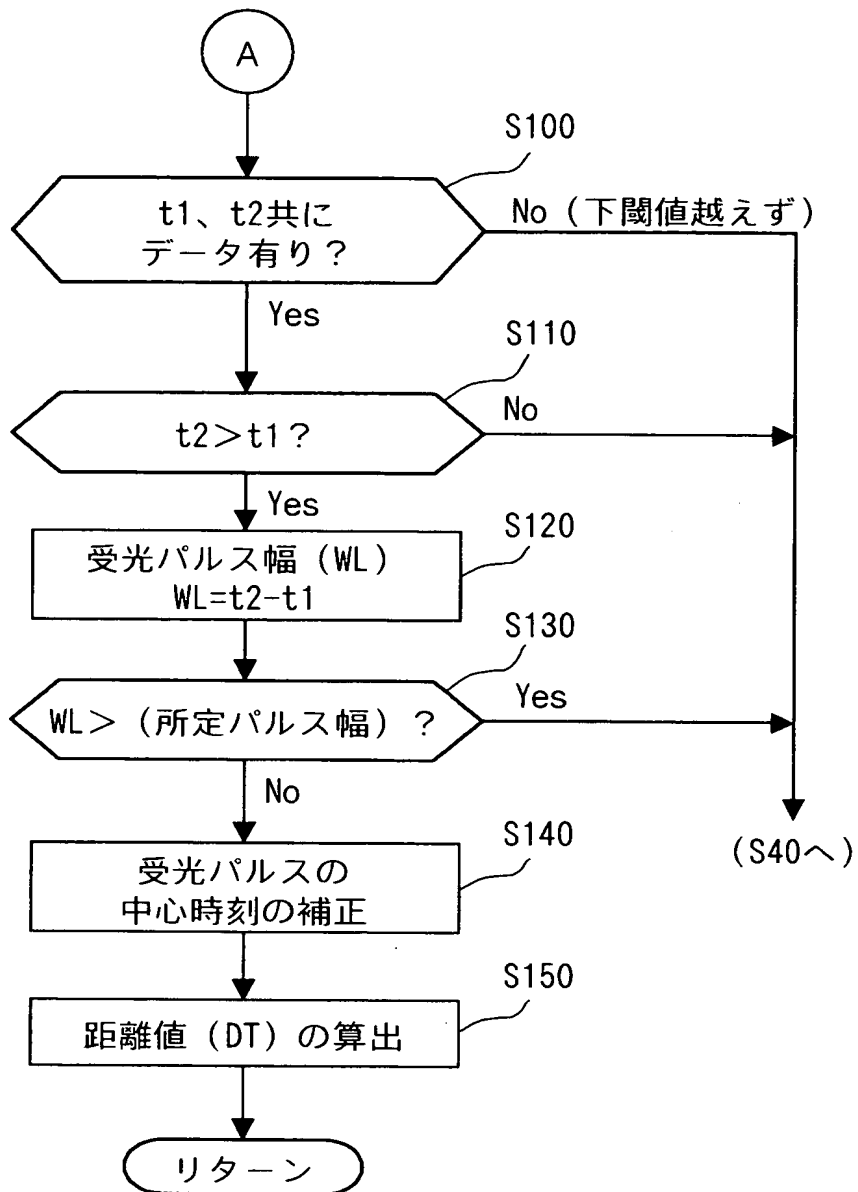 A
S100
t1、t2共に
データ有り？
No（下閾値越えず）
Yes
S110
t2＞t1？
No
Yes
S120
受光パルス幅（WL）
WL=t2-t1
S130
WL＞（所定パルス幅）？
Yes
No
S140
受光パルスの
中心時刻の補正
(S40へ)
S150
距離値（DT）の算出
リターン